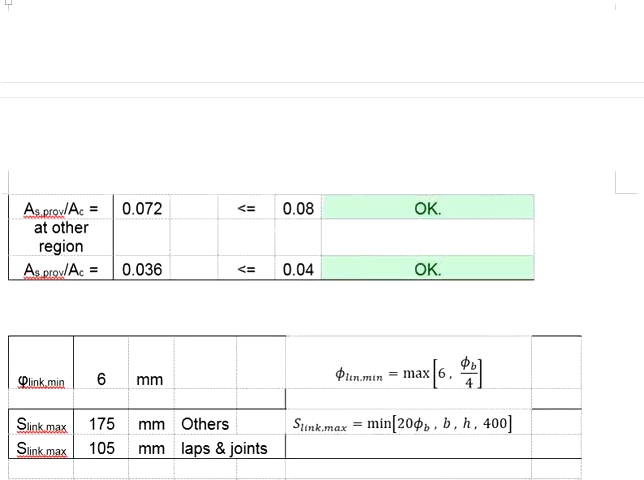 As,prov/Ac = 0.072 <= 0.08 OK.
at other
region
As,prov/Ac = 0.036 <= 0.04 OK.
φlink,min 6 mm ϕlin,min = max[6 , ϕb/4]
Slink,max 175 mm Others Slink,max = min[20ϕb , b , h , 400]
Slink,max 105 mm laps & joints